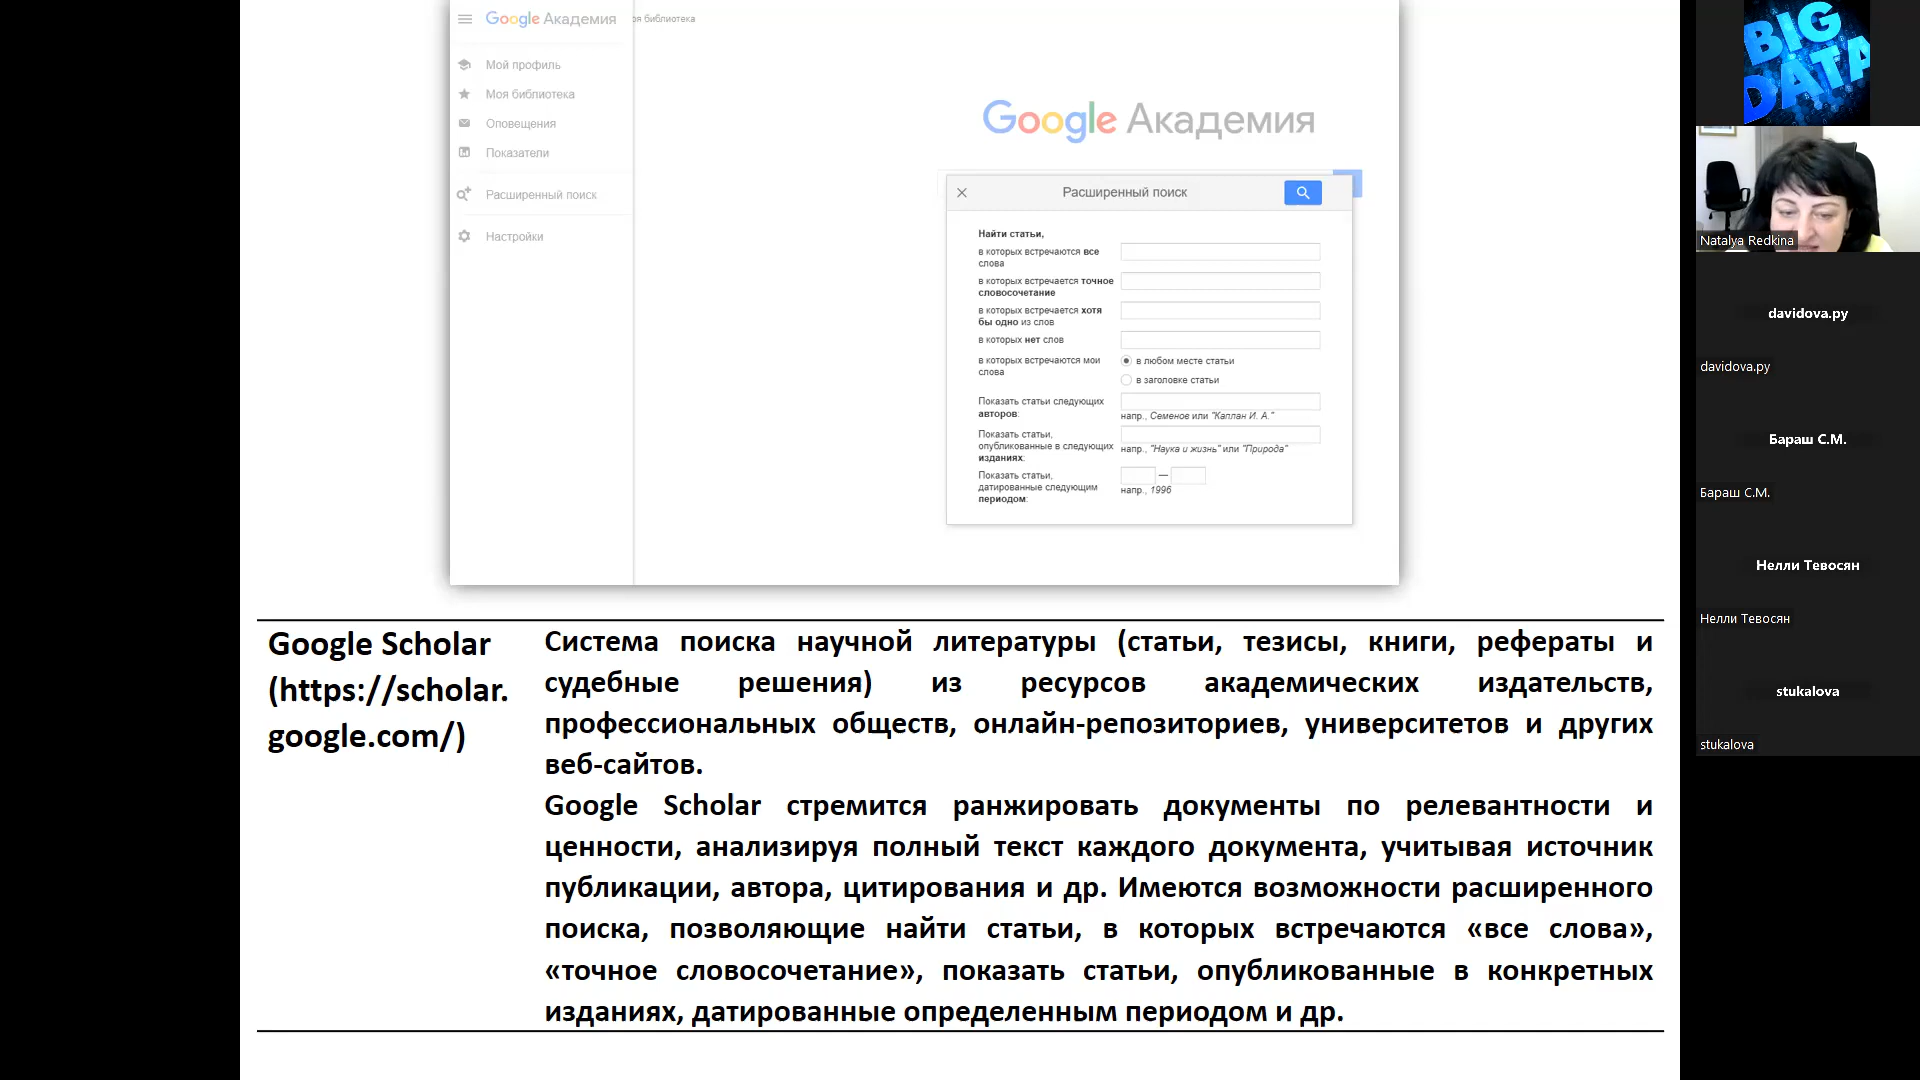 Google Академия
оя библиотека
Мой профиль
Моя библиотека
Оповещения
Показатели
Расширенный поиск
Настройки
Google Академия
Расширенный поиск
Найти статьи,
в которых встречаются все
слова
в которых встречается точное
словосочетание
в которых встречается хотя
бы одно из слов
в которых нет слов
в которых встречаются мои
слова
в любом месте статьи
в заголовке статьи
Показать статьи следующих
авторов:
напр., Семенов или "Каплан И. А."
Показать статьи,
опубликованные в следующих
изданиях:
напр., "Наука и жизнь" или "Природа"
Показать статьи,
датированные следующим
периодом:
—
напр., 1996
Google Scholar
(https://scholar.
google.com/)
Система поиска научной литературы (статьи, тезисы, книги, рефераты и
судебные решения) из ресурсов академических издательств,
профессиональных обществ, онлайн-репозиториев, университетов и других
веб-сайтов.
Google Scholar стремится ранжировать документы по релевантности и
ценности, анализируя полный текст каждого документа, учитывая источник
публикации, автора, цитирования и др. Имеются возможности расширенного
поиска, позволяющие найти статьи, в которых встречаются «все слова»,
«точное словосочетание», показать статьи, опубликованные в конкретных
изданиях, датированные определенным периодом и др.
BIG
DATA
Natalya Redkina
davidova.py
davidova.py
Бараш С.М.
Бараш С.М.
Нелли Тевосян
Нелли Тевосян
stukalova
stukalova